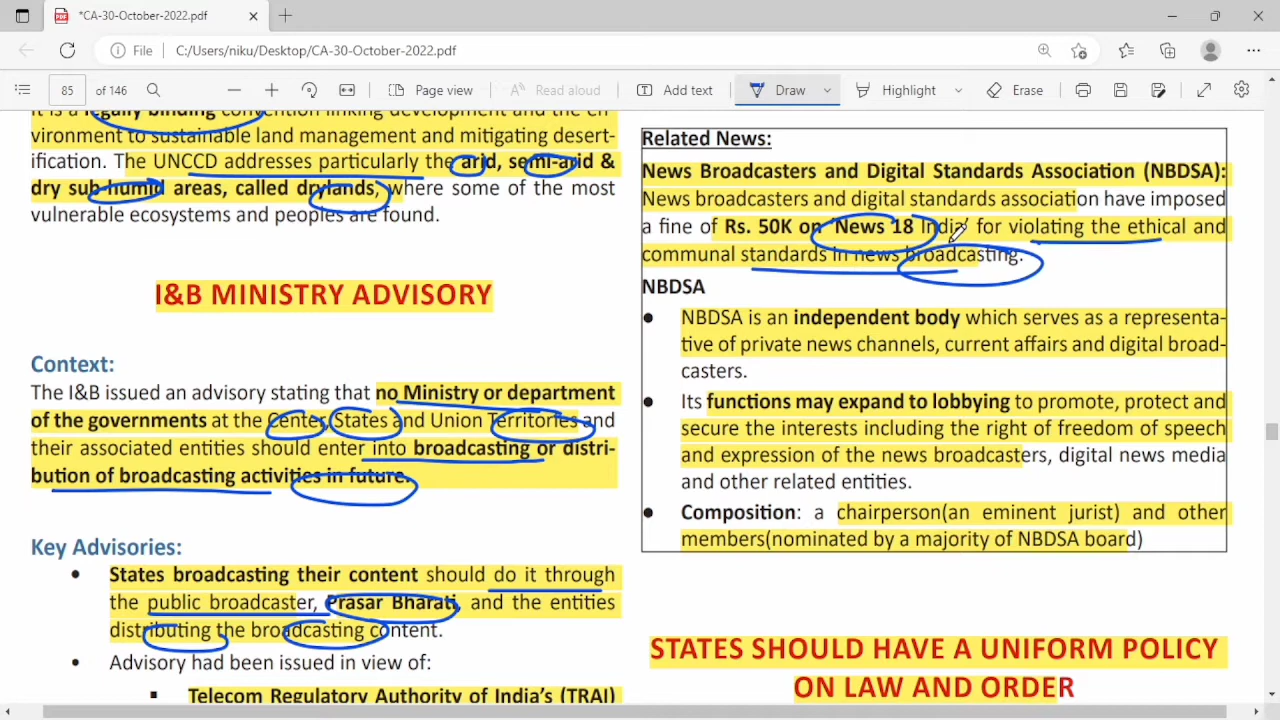 *CA-30-October-2022.pdf
File C:/Users/niku/Desktop/CA-30-October-2022.pdf
85 of 146 Page view Read aloud Add text Draw Highlight Erase
It is a legally binding convention linking development and the en-
vironment to sustainable land management and mitigating desert-
ification. The UNCCD addresses particularly the arid, semi-arid &
dry sub-humid areas, called drylands, where some of the most
vulnerable ecosystems and peoples are found.
I&B MINISTRY ADVISORY
Context:
The I&B issued an advisory stating that no Ministry or department
of the governments at the Center, States and Union Territories and
their associated entities should enter into broadcasting or distri-
bution of broadcasting activities in future.
Key Advisories:
• States broadcasting their content should do it through
the public broadcaster, Prasar Bharati, and the entities
distributing the broadcasting content.
• Advisory had been issued in view of:
▪ Telecom Regulatory Authority of India's (TRAI)
Related News:
News Broadcasters and Digital Standards Association (NBDSA):
News broadcasters and digital standards association have imposed
a fine of Rs. 50K on 'News 18 India' for violating the ethical and
communal standards in news broadcasting.
NBDSA
● NBDSA is an independent body which serves as a representa-
tive of private news channels, current affairs and digital broad-
casters.
● Its functions may expand to lobbying to promote, protect and
secure the interests including the right of freedom of speech
and expression of the news broadcasters, digital news media
and other related entities.
● Composition: a chairperson(an eminent jurist) and other
members(nominated by a majority of NBDSA board)
STATES SHOULD HAVE A UNIFORM POLICY
ON LAW AND ORDER